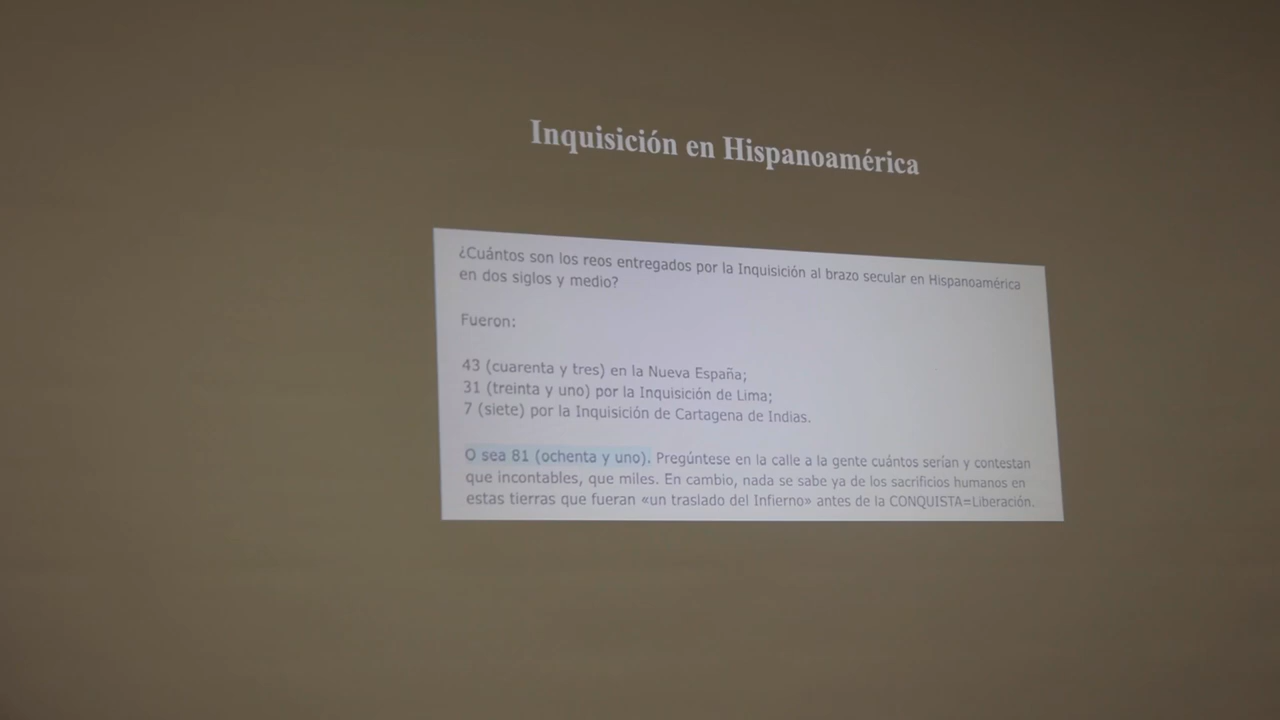 Inquisición en Hispanoamérica
¿Cuántos son los reos entregados por la Inquisición al brazo secular en Hispanoamérica
en dos siglos y medio?
Fueron:
43 (cuarenta y tres) en la Nueva España;
31 (treinta y uno) por la Inquisición de Lima;
7 (siete) por la Inquisición de Cartagena de Indias.
O sea 81 (ochenta y uno). Pregúntese en la calle a la gente cuántos serían y contestan
que incontables, que miles. En cambio, nada se sabe ya de los sacrificios humanos en
estas tierras que fueran «un traslado del Infierno» antes de la CONQUISTA=Liberación.